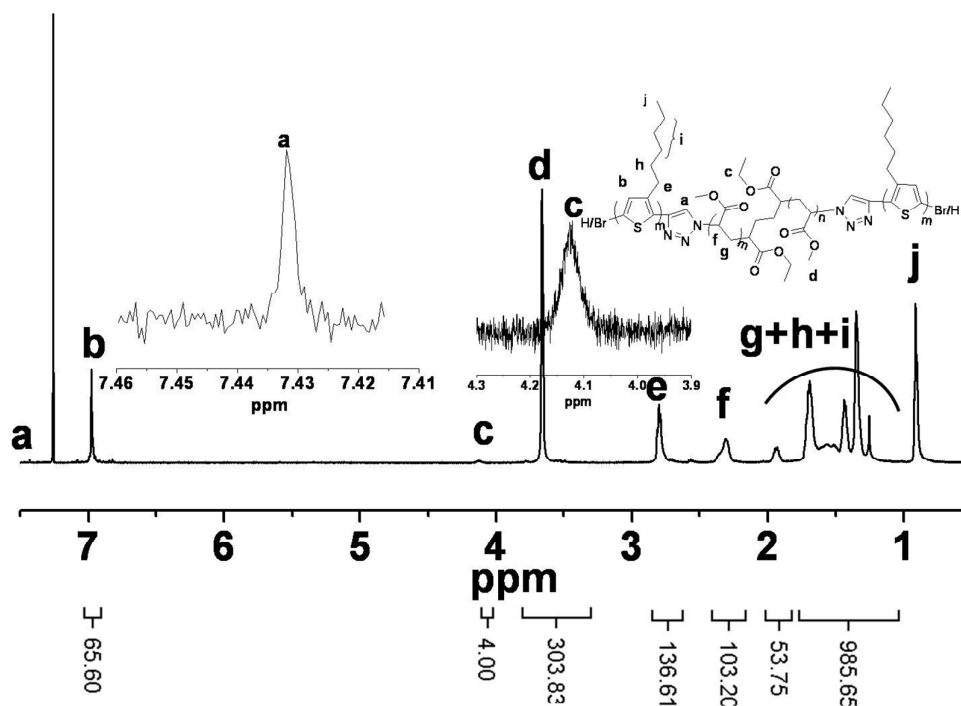 a
7.46 7.45 7.44 7.43 7.42 7.41
ppm
c
4.3 4.2 4.1 4.0 3.9
ppm
j
i
h
b
e
H/Br
S
m
a
N
N
N
f
g
m
O
O
c
O
O
O
O
O
O
d
n
N
N
N
S
m
Br/H
a
b
c
d
e
f
g+h+i
j
7 6 5 4 3 2 1
ppm
65.60
4.00
303.83
136.61
103.20
53.75
985.65